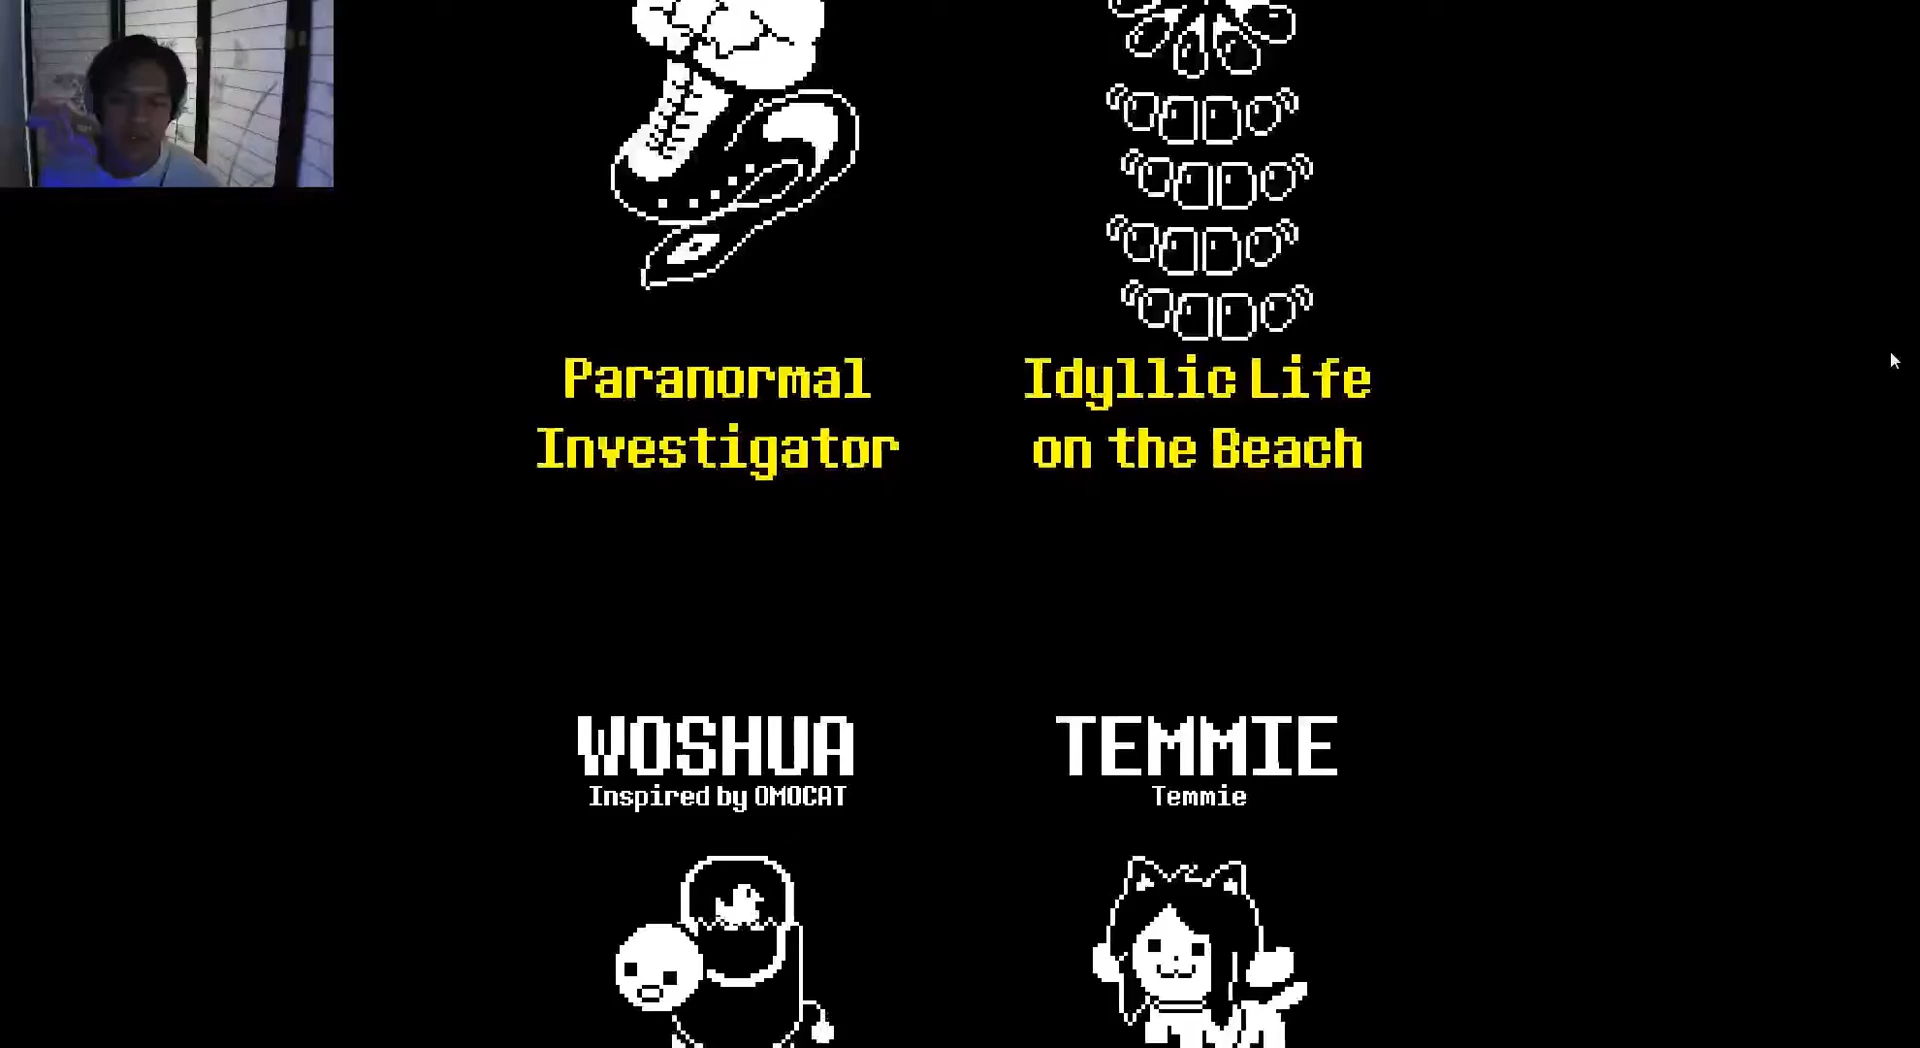 Paranormal
Investigator
Idyllic Life
on the Beach
WOSHUA
Inspired by OMOCAT
TEMMIE
Temmie